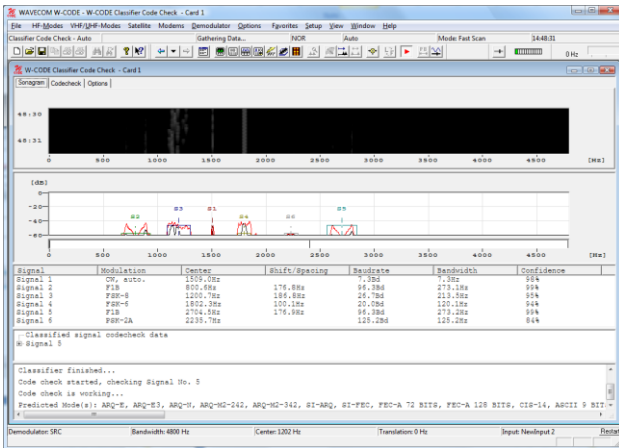 WAVECOM W-CODE - W-CODE Classifier Code Check - Card 1
File HF-Modes VHF/UHF-Modes Satellite Modems Demodulator Options Favorites Setup View Window Help
Classifier Code Check - Auto Gathering Data... NOR Auto Mode: Fast Scan 14:48:31
0 Hz
W-CODE Classifier Code Check - Card 1
Sonagram Codecheck Options
48:30
48:31
0 500 1000 1500 2000 2500 3000 3500 4000 4500 [Hz]
[dB]
0
-20
-40
-60
S2 S3 S1 S4 S6 S5
0 500 1000 1500 2000 2500 3000 3500 4000 4500 [Hz]
Signal Modulation Center Shift/Spacing Baudrate Bandwidth Confidence
Signal 1 CW, auto. 1509.0Hz 7.3Bd 7.3Hz 98%
Signal 2 F1B 800.6Hz 176.8Hz 96.3Bd 273.1Hz 99%
Signal 3 FSK-8 1200.7Hz 186.8Hz 26.7Bd 213.5Hz 95%
Signal 4 FSK-6 1802.3Hz 100.1Hz 20.0Bd 120.1Hz 94%
Signal 5 F1B 2704.5Hz 176.9Hz 96.3Bd 273.2Hz 99%
Signal 6 PSK-2A 2235.7Hz 125.2Bd 125.2Hz 84%
Classified signal codecheck data
Signal 5
Classifier finished...
Code check started, checking Signal No. 5
Code check is working...
Predicted Mode(s): ARQ-E, ARQ-E3, ARQ-N, ARQ-M2-242, ARQ-M2-342, SI-ARQ, SI-FEC, FEC-A 72 BITS, FEC-A 128 BITS, CIS-14, ASCII 9 BIT
Demodulator: SRC Bandwidth: 4800 Hz Center: 1202 Hz Translation: 0 Hz Input: NewInput 2 Restart